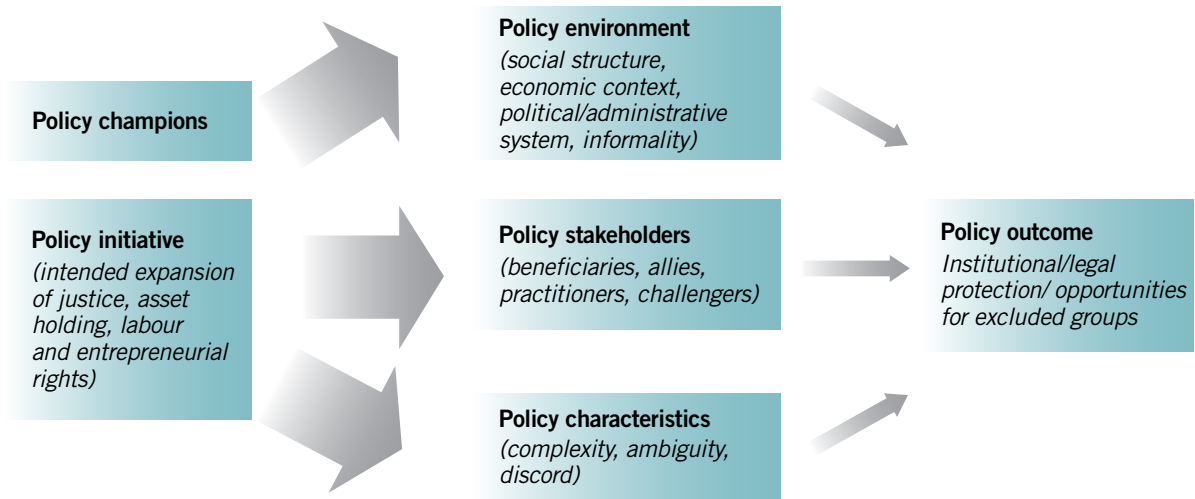 Policy champions
Policy initiative
(intended expansion
of justice, asset
holding, labour
and entrepreneurial
rights)
Policy environment
(social structure,
economic context,
political/administrative
system, informality)
Policy stakeholders
(beneficiaries, allies,
practitioners, challengers)
Policy characteristics
(complexity, ambiguity,
discord)
Policy outcome
Institutional/legal
protection/ opportunities
for excluded groups